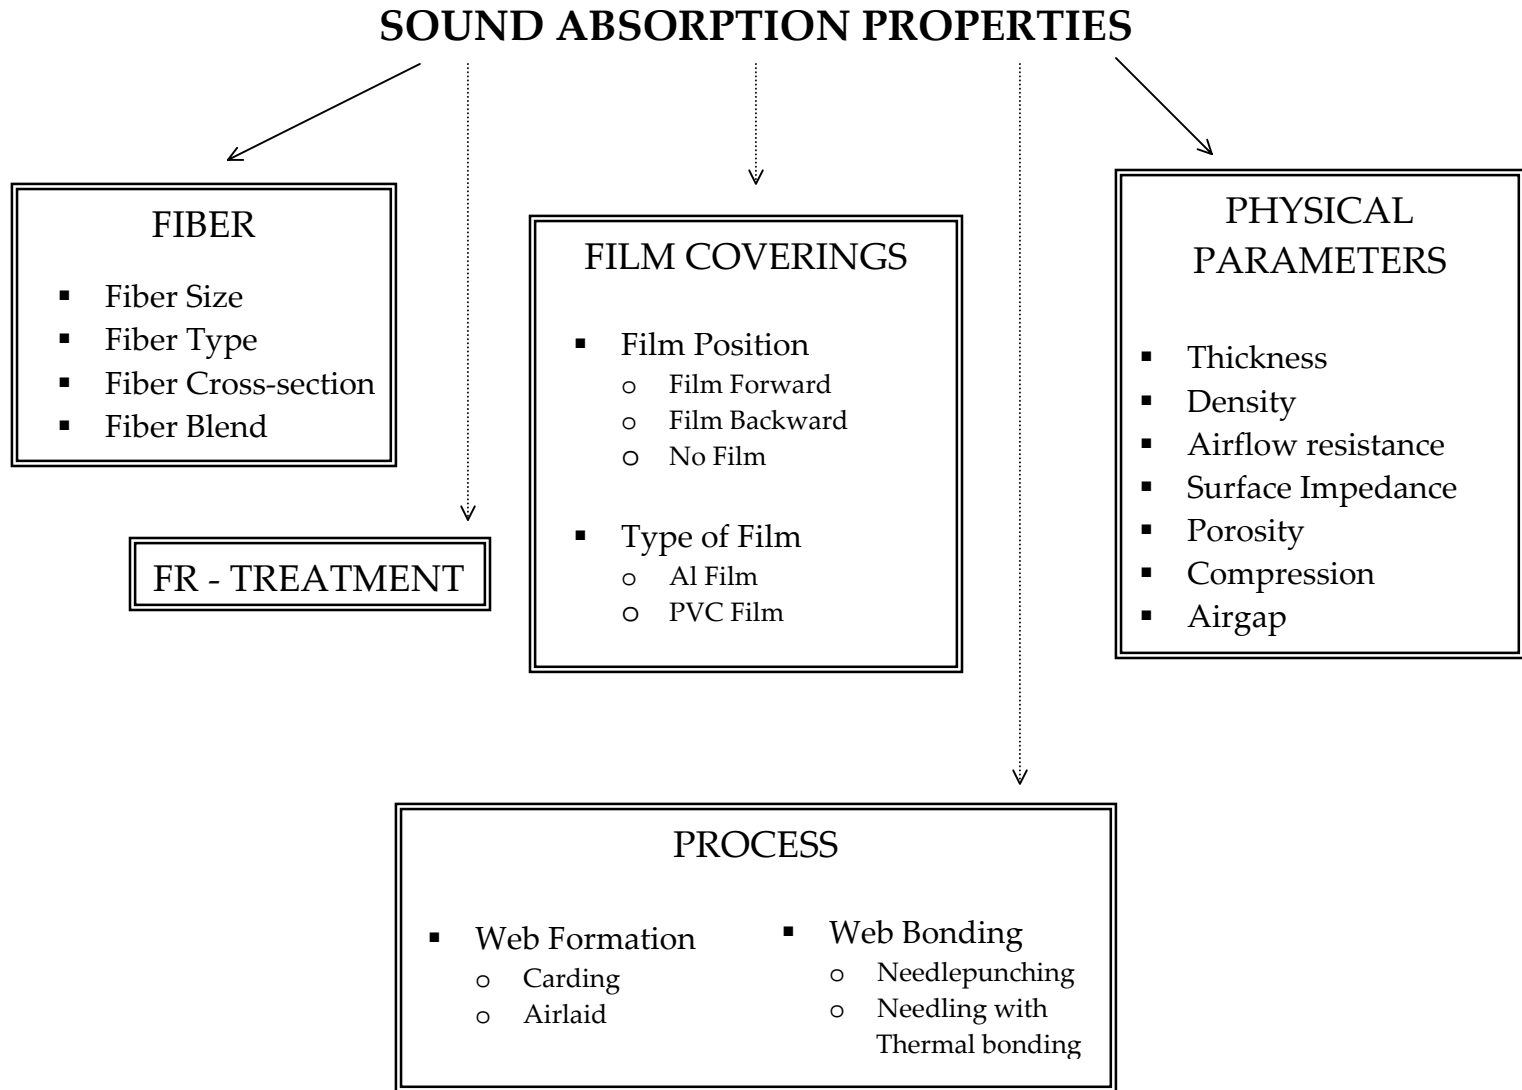 SOUND ABSORPTION PROPERTIES
FIBER
▪ Fiber Size
▪ Fiber Type
▪ Fiber Cross-section
▪ Fiber Blend
FR - TREATMENT
FILM COVERINGS
▪ Film Position
o Film Forward
o Film Backward
o No Film
▪ Type of Film
o Al Film
o PVC Film
PHYSICAL
PARAMETERS
▪ Thickness
▪ Density
▪ Airflow resistance
▪ Surface Impedance
▪ Porosity
▪ Compression
▪ Airgap
PROCESS
▪ Web Formation
o Carding
o Airlaid
▪ Web Bonding
o Needlepunching
o Needling with
Thermal bonding